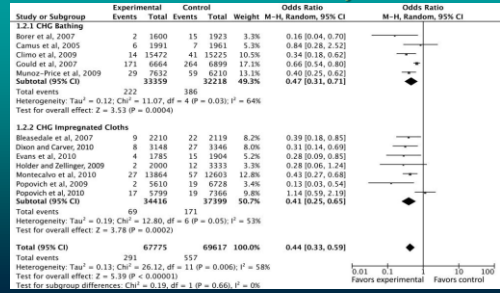 Experimental Control Odds Ratio Odds Ratio
Study or Subgroup Events Total Events Total Weight M-H, Random, 95% CI M-H, Random, 95% CI
1.2.1 CHG Bathing
Borer et al, 2007 2 1600 15 1923 3.3% 0.16 [0.04, 0.70]
Camus et al, 2005 6 1991 7 1961 5.4% 0.84 [0.28, 2.52]
Climo et al, 2009 14 15472 41 15225 10.3% 0.34 [0.18, 0.62]
Gould et al, 2007 171 6664 264 6899 17.7% 0.66 [0.54, 0.80]
Munoz-Price et al, 2009 29 7632 59 6210 12.6% 0.40 [0.25, 0.62]
Subtotal (95% CI) 33359 32218 49.3% 0.47 [0.31, 0.71]
Total events 222 386
Heterogeneity: Tau² = 0.12; Chi² = 11.07, df = 4 (P = 0.03); I² = 64%
Test for overall effect: Z = 3.53 (P = 0.0004)
1.2.2 CHG Impregnated Cloths
Bleasedale et al, 2007 9 2210 22 2119 8.1% 0.39 [0.18, 0.85]
Dixon and Carver, 2010 8 3148 27 3346 8.1% 0.31 [0.14, 0.69]
Evans et al, 2010 4 1785 15 1904 5.2% 0.28 [0.09, 0.85]
Holder and Zellinger, 2009 2 2000 12 3333 3.2% 0.28 [0.06, 1.24]
Montecalvo et al, 2010 27 13864 57 12603 12.5% 0.43 [0.27, 0.68]
Popovich et al, 2009 2 5610 19 6728 3.4% 0.13 [0.03, 0.54]
Popovich et al, 2010 17 5799 19 7366 10.2% 1.14 [0.59, 2.19]
Subtotal (95% CI) 34416 37399 50.7% 0.41 [0.25, 0.65]
Total events 69 171
Heterogeneity: Tau² = 0.19; Chi² = 12.80, df = 6 (P = 0.05); I² = 53%
Test for overall effect: Z = 3.78 (P = 0.0002)
Total (95% CI) 67775 69617 100.0% 0.44 [0.33, 0.59]
Total events 291 557
Heterogeneity: Tau² = 0.13; Chi² = 26.12, df = 11 (P = 0.006); I² = 58%
Test for overall effect: Z = 5.39 (P < 0.00001)
Test for subgroup differences: Chi² = 0.19, df = 1 (P = 0.66), I² = 0%
0.01 0.1 1 10 100
Favors experimental Favors control